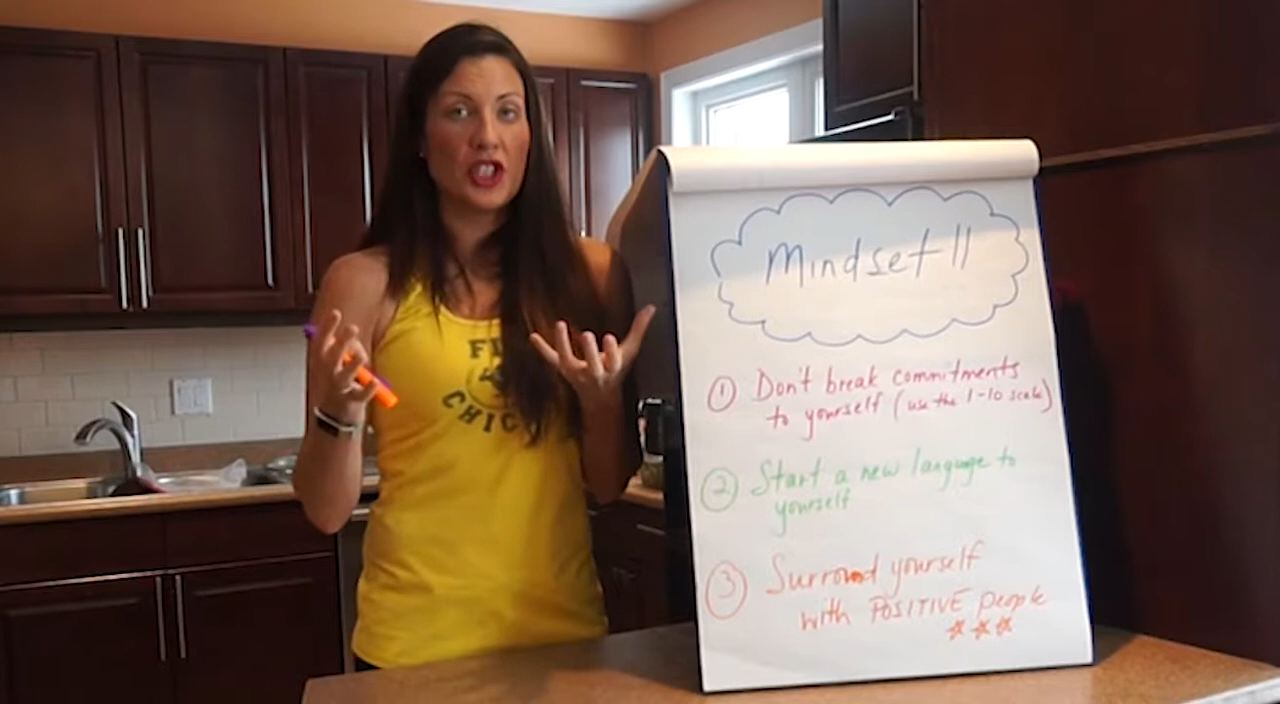 Mindset!!
① Don't break commitments
to yourself (use the 1-10 scale)
② Start a new language to
yourself
③ Surround yourself
with POSITIVE people
CHIC